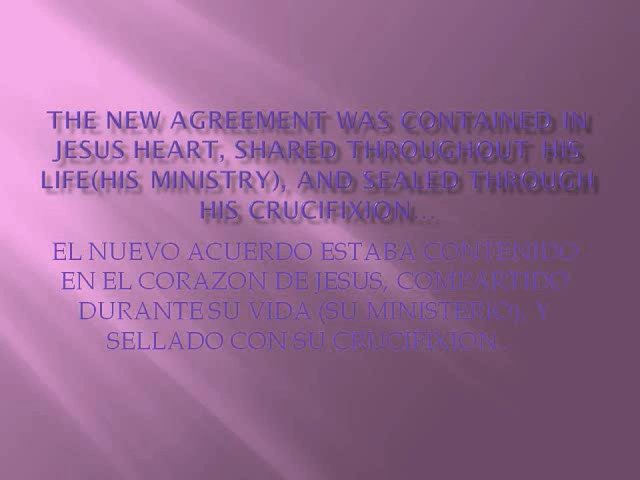 THE NEW AGREEMENT WAS CONTAINED IN
JESUS HEART, SHARED THROUGHOUT HIS
LIFE(HIS MINISTRY), AND SEALED THROUGH
HIS CRUCIFIXION...
EL NUEVO ACUERDO ESTABA CONTENIDO
EN EL CORAZON DE JESUS, COMPARTIDO
DURANTE SU VIDA (SU MINISTERIO), Y
SELLADO CON SU CRUCIFIXION.